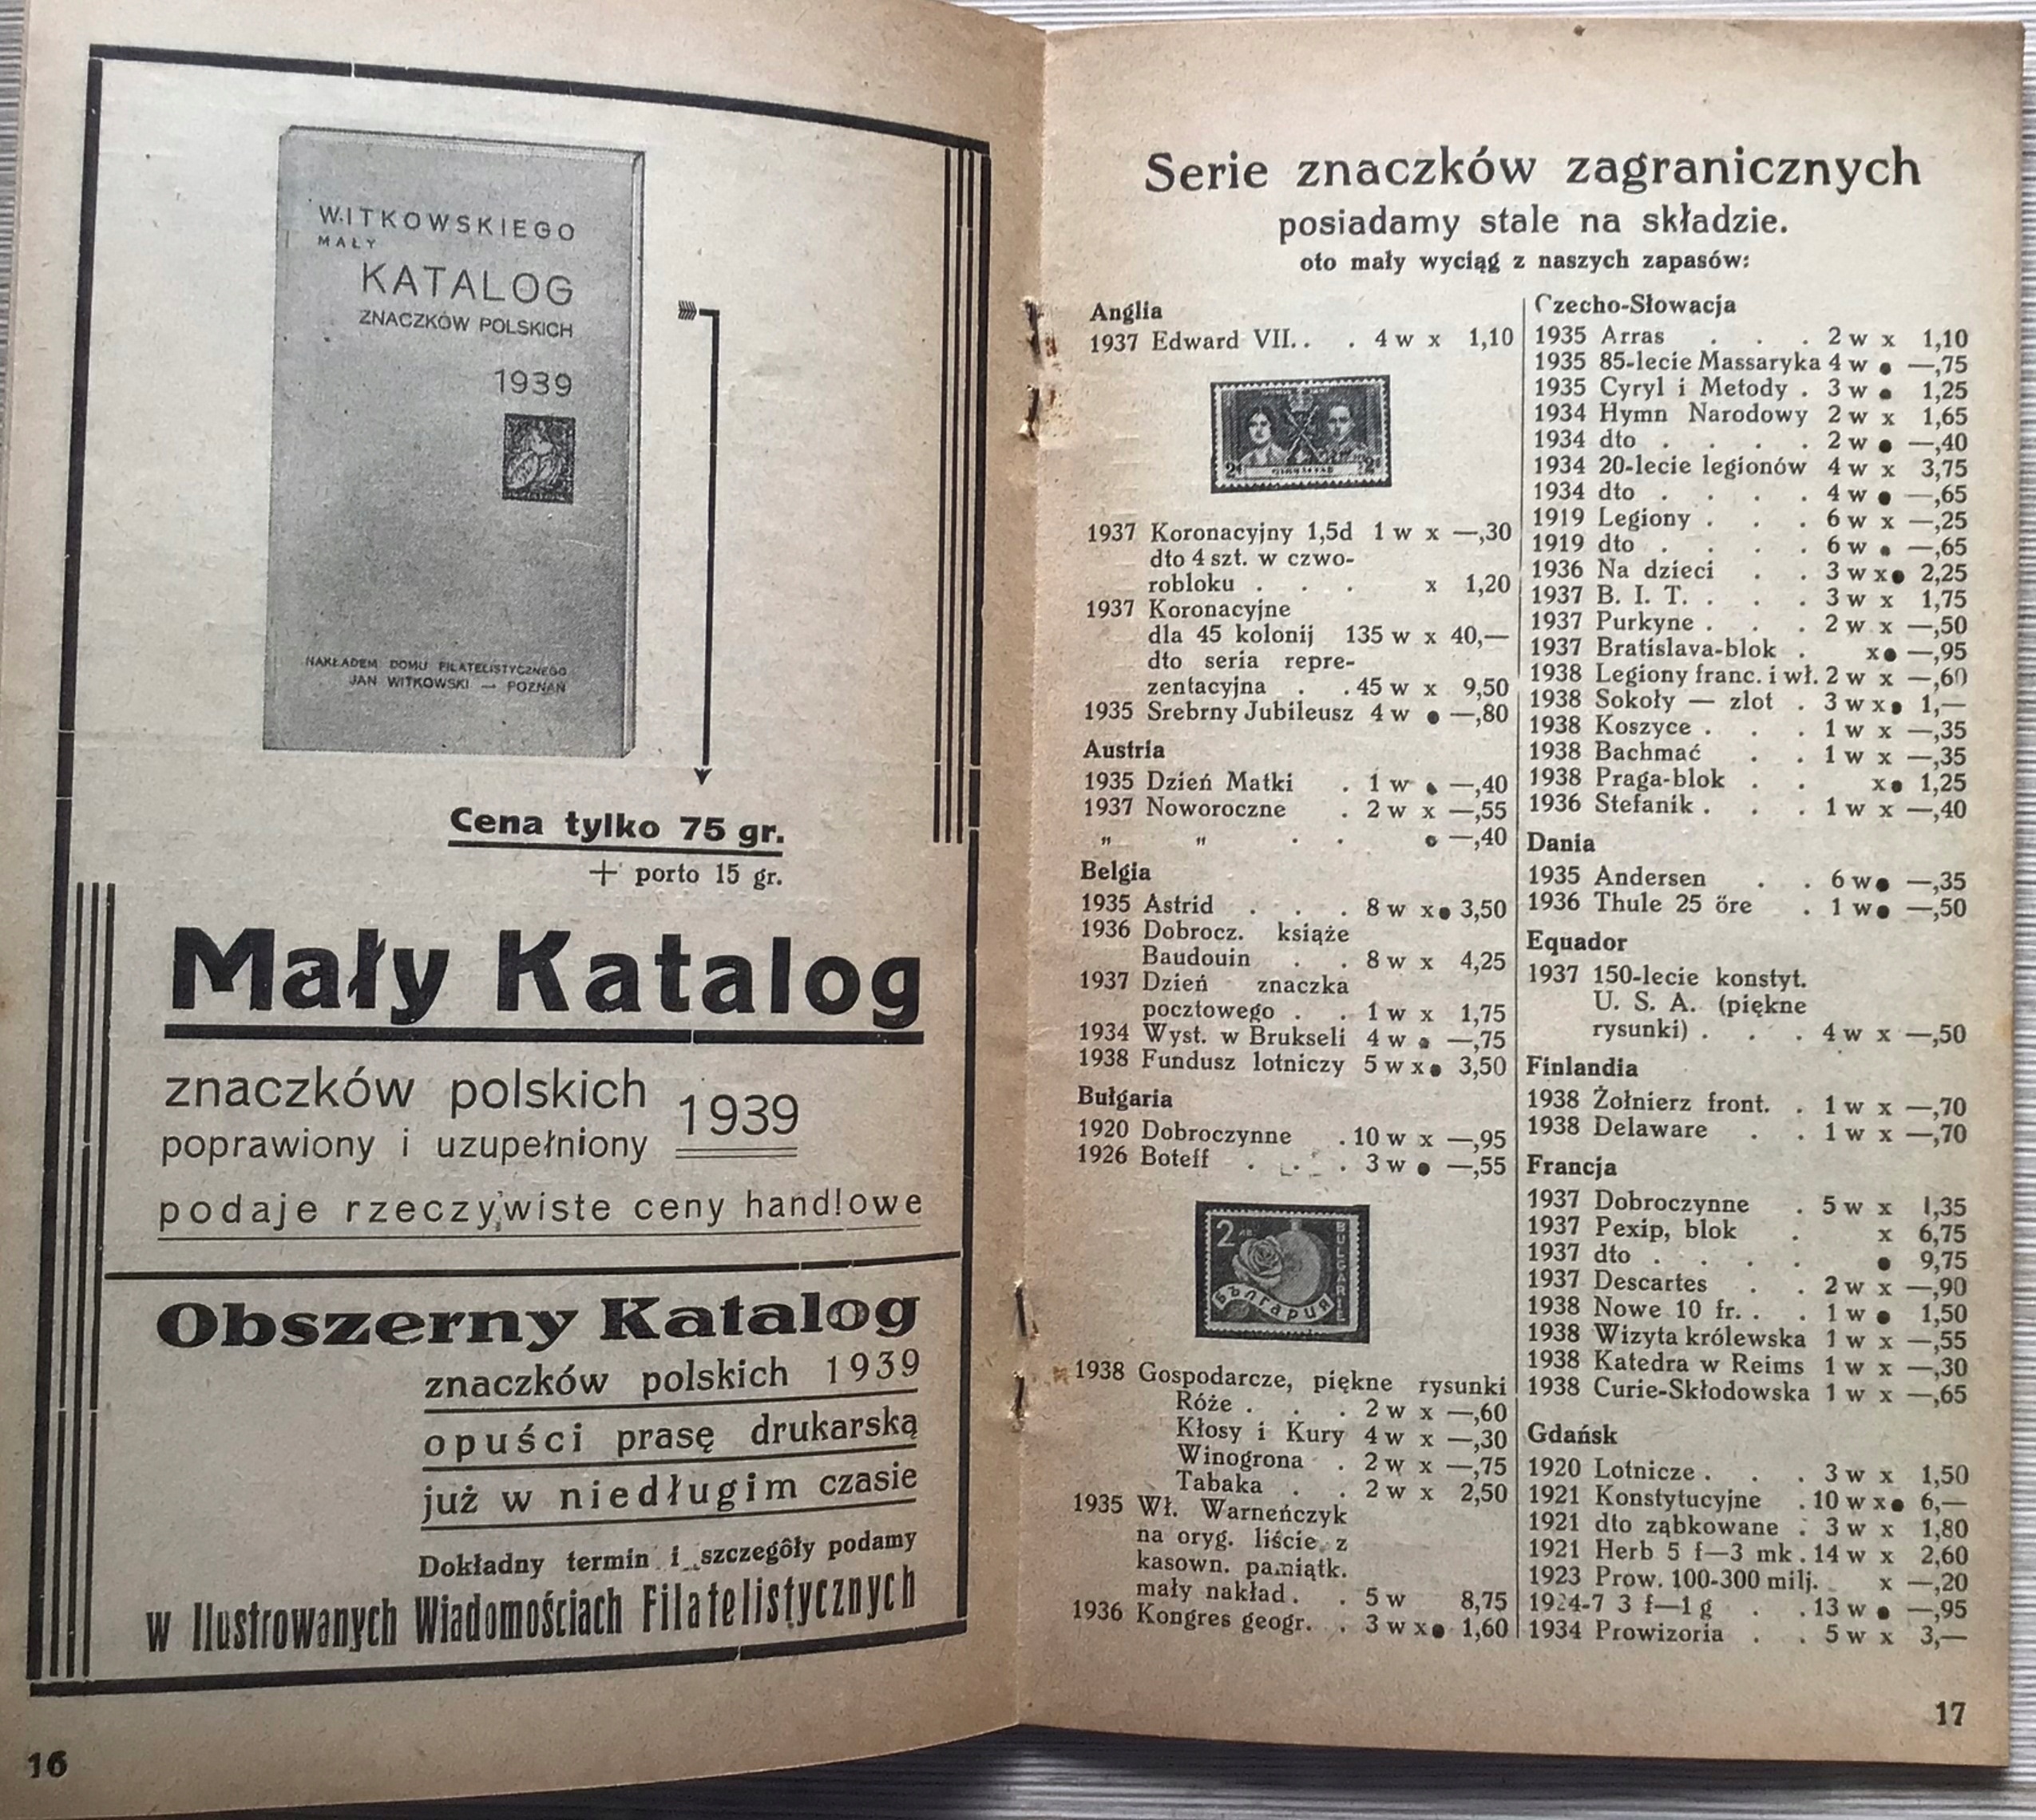 WITKOWSKIEGO
MAŁY
KATALOG
ZNACZKÓW POLSKICH
1939
NAKŁADEM DOMU FILATELISTYCZNEGO
JAN WITKOWSKI — POZNAŃ
Cena tylko 75 gr.
+ porto 15 gr.
Mały Katalog
znaczków polskich 1939
poprawiony i uzupełniony
podaje rzeczywiste ceny handlowe
Obszerny Katalog
znaczków polskich 1939
opuści prasę drukarską
już w niedługim czasie
Dokładny termin i szczegóły podamy
w Ilustrowanych Wiadomościach Filatelistycznych
16
Serie znaczków zagranicznych
posiadamy stale na składzie.
oto mały wyciąg z naszych zapasów:
Anglia
1937 Edward VII. . . 4 w x 1,10
1937 Koronacyjny 1,5d 1 w x —,30
dto 4 szt. w czwo-
robloku . . . x 1,20
1937 Koronacyjne
dla 45 kolonij 135 w x 40,—
dto seria repre-
zentacyjna . . 45 w x 9,50
1935 Srebrny Jubileusz 4 w ● —,80
Austria
1935 Dzień Matki . 1 w ● —,40
1937 Noworoczne . 2 w x —,55
" " . . ● —,40
Belgia
1935 Astrid . . . 8 w x● 3,50
1936 Dobrocz. książe
Baudouin . . 8 w x 4,25
1937 Dzień znaczka
pocztowego . . 1 w x 1,75
1934 Wyst. w Brukseli 4 w ● —,75
1938 Fundusz lotniczy 5 w x● 3,50
Bułgaria
1920 Dobroczynne . 10 w x —,95
1926 Boteff . . . 3 w ● —,55
2 ЛВ.
BULGARIE
България
1938 Gospodarcze, piękne rysunki
Róże . . . 2 w x —,60
Kłosy i Kury 4 w x —,30
Winogrona . 2 w x —,75
Tabaka . . 2 w x 2,50
1935 Wł. Warneńczyk
na oryg. liście z
kasown. pamiątk.
mały nakład . . 5 w 8,75
1936 Kongres geogr. . 3 w x● 1,60
Czecho-Słowacja
1935 Arras . . . 2 w x 1,10
1935 85-lecie Massaryka 4 w ● —,75
1935 Cyryl i Metody . 3 w ● 1,25
1934 Hymn Narodowy 2 w x 1,65
1934 dto . . . . 2 w ● —,40
1934 20-lecie legionów 4 w x 3,75
1934 dto . . . . 4 w ● —,65
1919 Legiony . . . 6 w x —,25
1919 dto . . . . 6 w ● —,65
1936 Na dzieci . . 3 w x● 2,25
1937 B. I. T. . . . 3 w x 1,75
1937 Purkyne . . . 2 w x —,50
1937 Bratislava-blok . x● —,95
1938 Legiony franc. i wł. 2 w x —,60
1938 Sokoły — zlot . 3 w x● 1,—
1938 Koszyce . . . 1 w x —,35
1938 Bachmać . . 1 w x —,35
1938 Praga-blok . . x● 1,25
1936 Stefanik . . . 1 w x —,40
Dania
1935 Andersen . . 6 w ● —,35
1936 Thule 25 öre . 1 w ● —,50
Equador
1937 150-lecie konstyt.
U. S. A. (piękne
rysunki) . . . 4 w x —,50
Finlandia
1938 Żołnierz front. . 1 w x —,70
1938 Delaware . . 1 w x —,70
Francja
1937 Dobroczynne . 5 w x 1,35
1937 Pexip, blok . x 6,75
1937 dto . . . . ● 9,75
1937 Descartes . . 2 w x —,90
1938 Nowe 10 fr. . . 1 w ● 1,50
1938 Wizyta królewska 1 w x —,55
1938 Katedra w Reims 1 w x —,30
1938 Curie-Skłodowska 1 w x —,65
Gdańsk
1920 Lotnicze . . . 3 w x 1,50
1921 Konstytucyjne . 10 w x● 6,—
1921 dto ząbkowane . 3 w x 1,80
1921 Herb 5 f—3 mk . 14 w x 2,60
1923 Prow. 100-300 milj. x —,20
1924-7 3 f—1 g . . 13 w ● —,95
1934 Prowizoria . . 5 w x 3,—
17